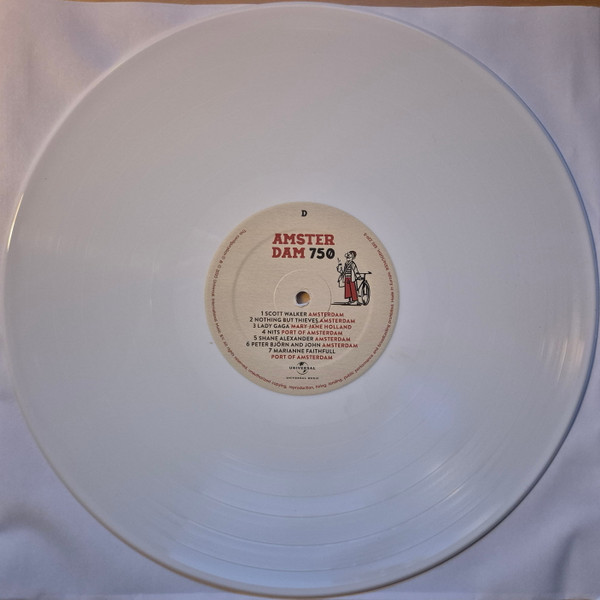 D
AMSTER
DAM 750
1 SCOTT WALKER AMSTERDAM
2 NOTHING BUT THIEVES AMSTERDAM
3 LADY GAGA MARY JANE HOLLAND
4 NITS PORT OF AMSTERDAM
5 SHANE ALEXANDER AMSTERDAM
6 PETER BJÖRN AND JOHN AMSTERDAM
7 MARIANNE FAITHFULL
PORT OF AMSTERDAM
UNIVERSAL
UNIVERSAL MUSIC